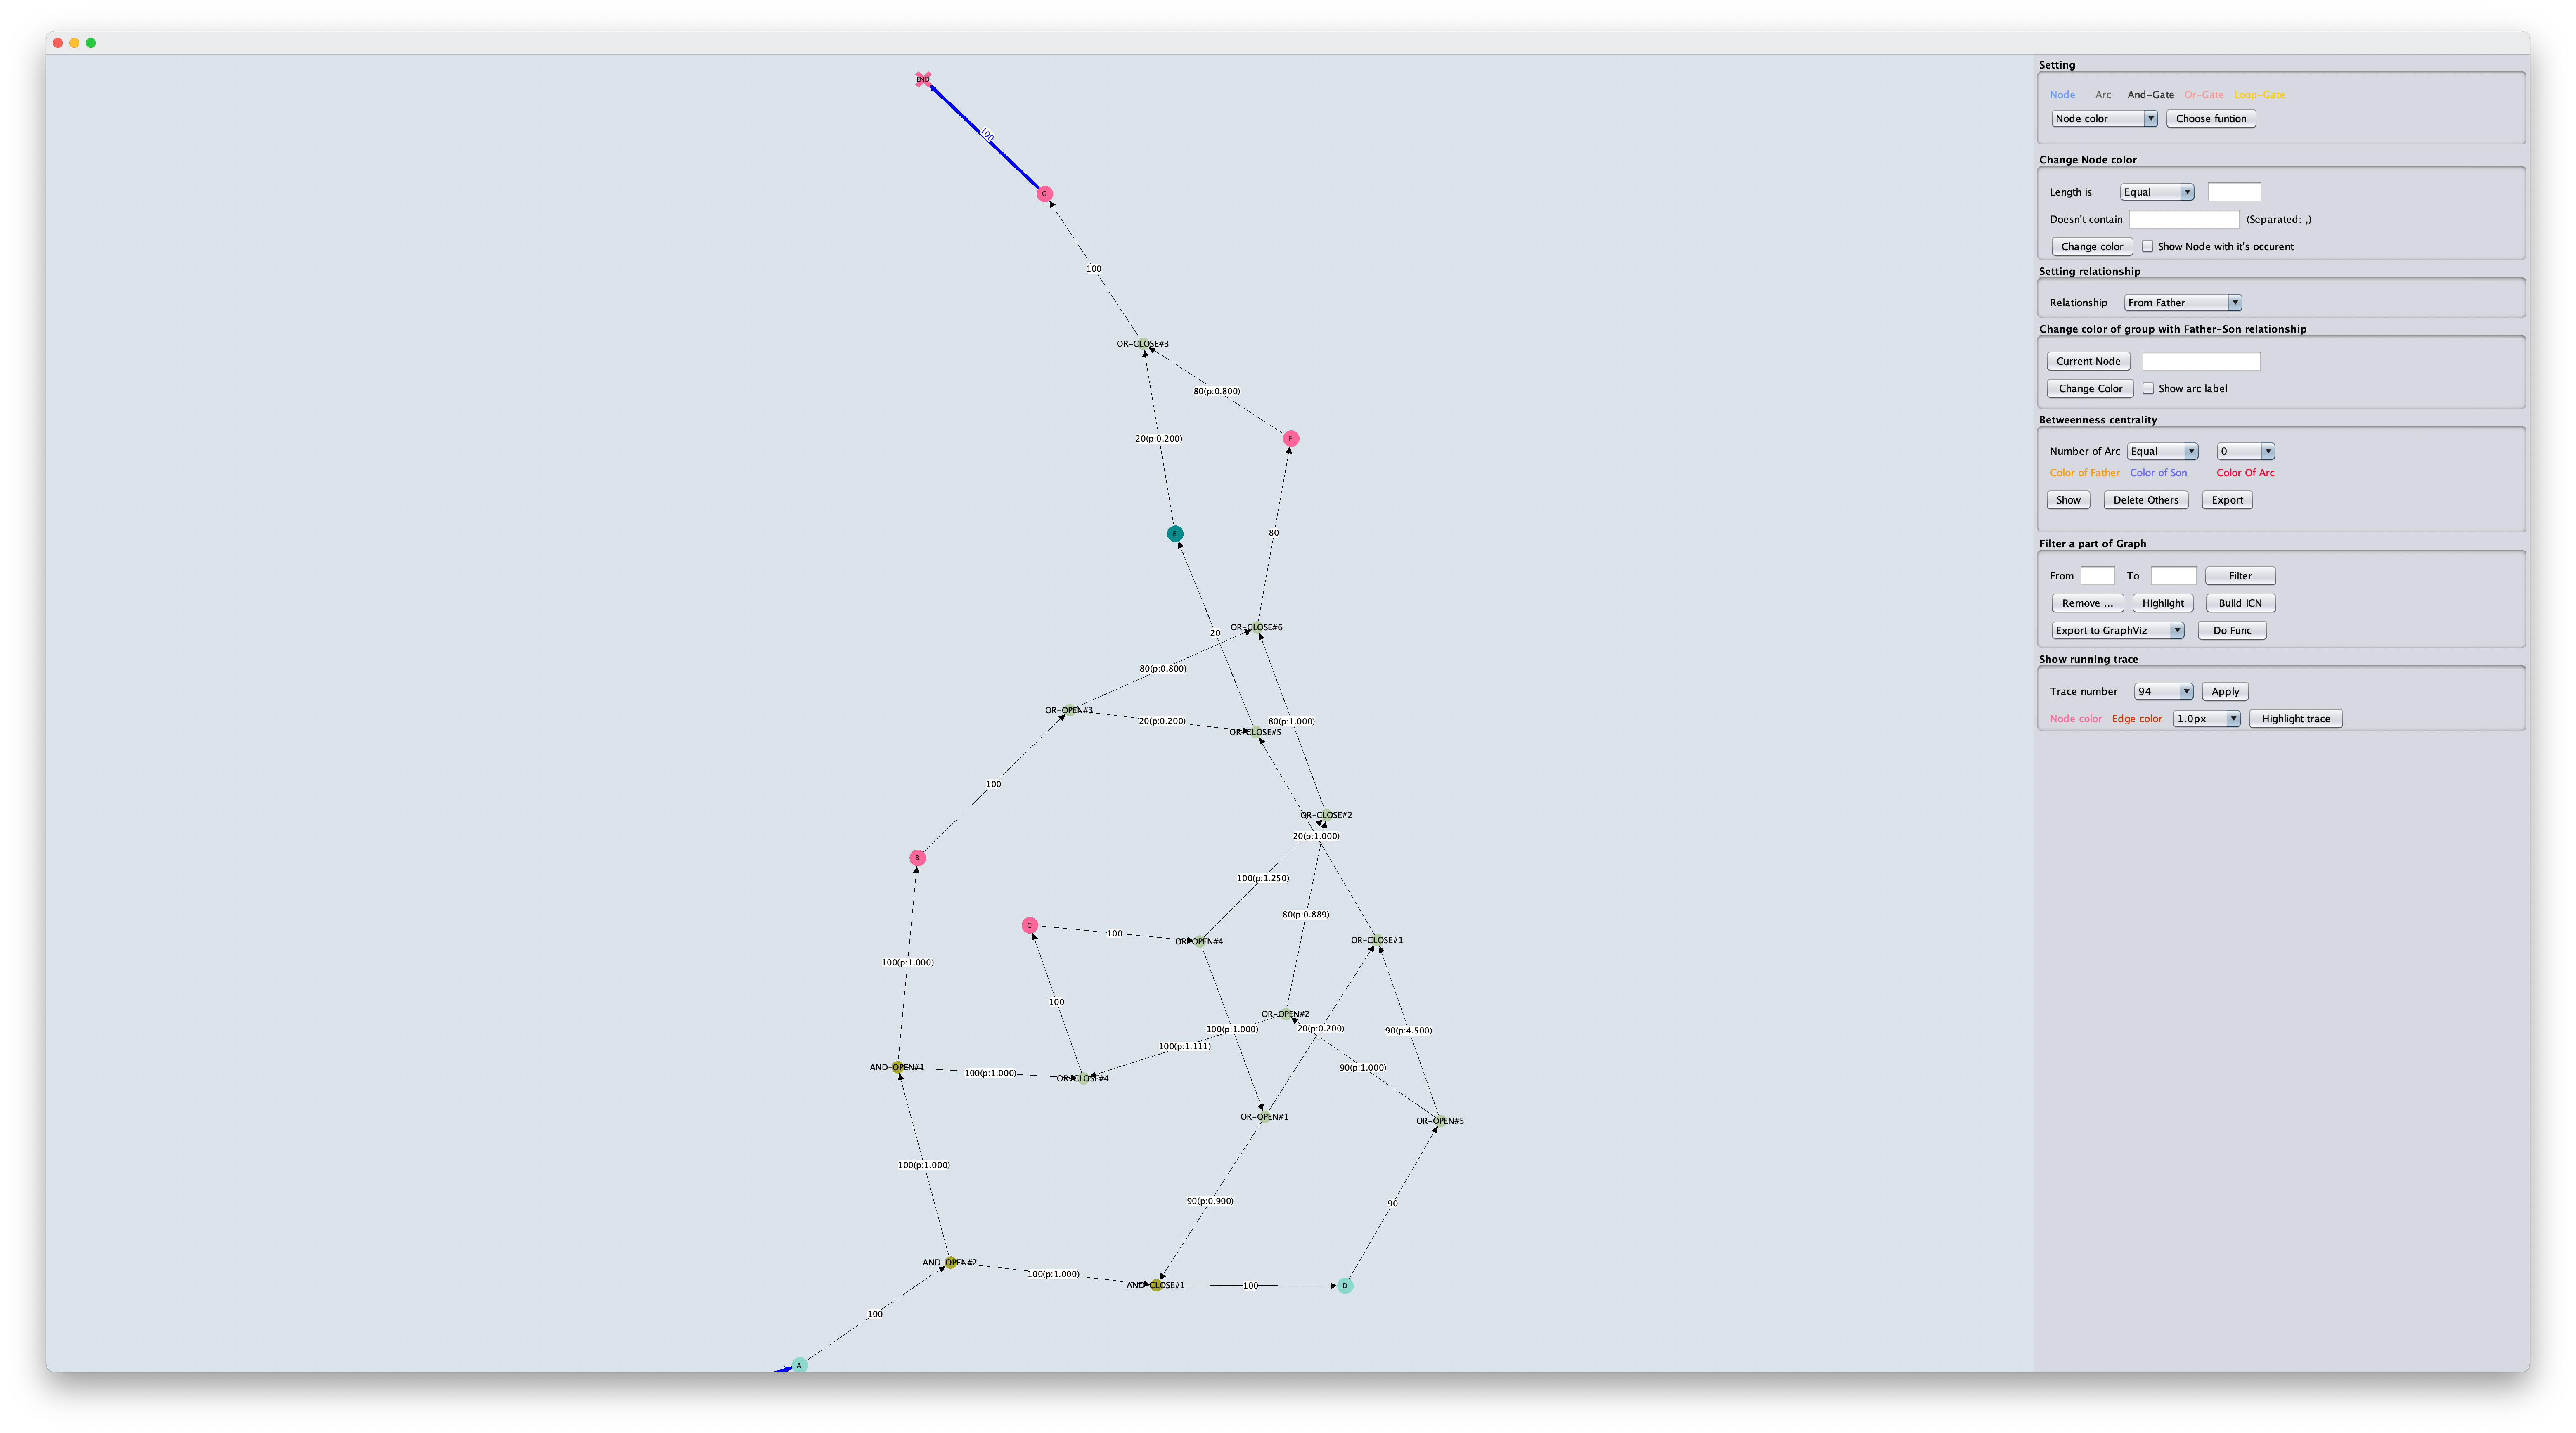 END
100
G
100
OR-CLOSE#3
80(p:0.800)
20(p:0.200)
F
E
80
OR-CLOSE#6
20
80(p:0.800)
OR-OPEN#3
20(p:0.200)
80(p:1.000)
OR-CLOSE#5
100
OR-CLOSE#2
20(p:1.000)
B
100(p:1.250)
80(p:0.889)
C
100
OR-OPEN#4
OR-CLOSE#1
100(p:1.000)
100
OR-OPEN#2
100(p:1.000)
20(p:0.200)
90(p:4.500)
100(p:1.111)
AND-OPEN#1
100(p:1.000)
OR-CLOSE#4
90(p:1.000)
OR-OPEN#1
OR-OPEN#5
100(p:1.000)
90(p:0.900)
90
AND-OPEN#2
100(p:1.000)
AND-CLOSE#1
100
D
100
A
Setting
Node Arc And-Gate Or-Gate Loop-Gate
Node color Choose funtion
Change Node color
Length is Equal
Doesn't contain (Separated: ,)
Change color Show Node with it's occurent
Setting relationship
Relationship From Father
Change color of group with Father-Son relationship
Current Node
Change Color Show arc label
Betweenness centrality
Number of Arc Equal 0
Color of Father Color of Son Color Of Arc
Show Delete Others Export
Filter a part of Graph
From To Filter
Remove ... Highlight Build ICN
Export to GraphViz Do Func
Show running trace
Trace number 94 Apply
Node color Edge color 1.0px Highlight trace